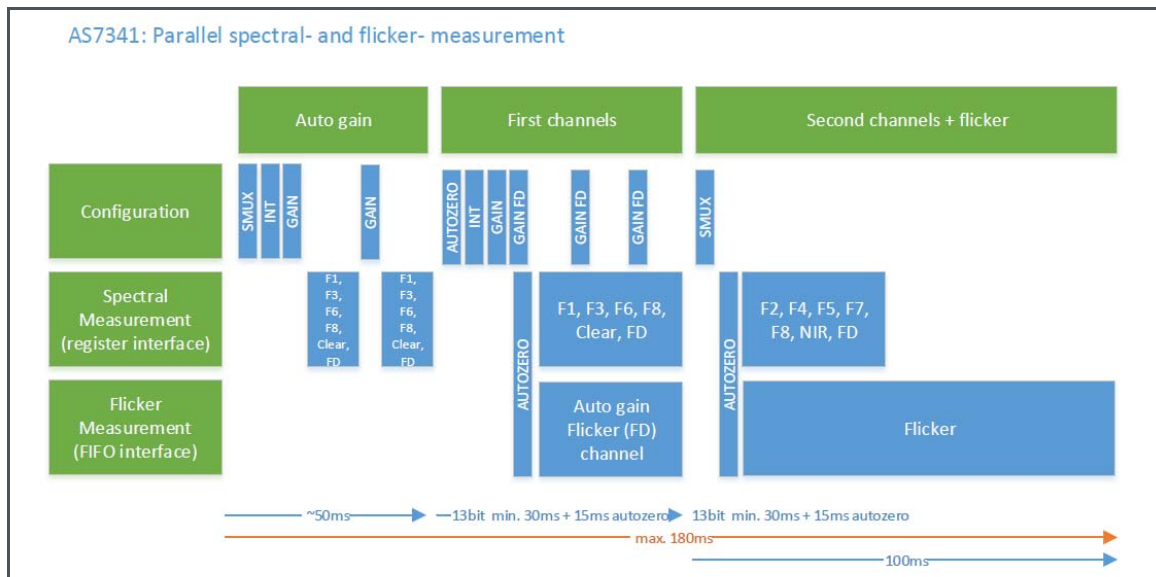 AS7341: Parallel spectral- and flicker- measurement
Auto gain
First channels
Second channels + flicker
Configuration
SMUX
INT
GAIN
GAIN
AUTOZERO
INT
GAIN
GAIN FD
GAIN FD
GAIN FD
SMUX
Spectral
Measurement
(register interface)
F1,
F3,
F6,
F8,
Clear,
FD
F1,
F3,
F6,
F8,
Clear,
FD
AUTOZERO
F1, F3, F6, F8,
Clear, FD
AUTOZERO
F2, F4, F5, F7,
F8, NIR, FD
Flicker
Measurement
(FIFO interface)
Auto gain
Flicker (FD)
channel
Flicker
~50ms
13bit min. 30ms + 15ms autozero
13bit min. 30ms + 15ms autozero
max. 180ms
100ms